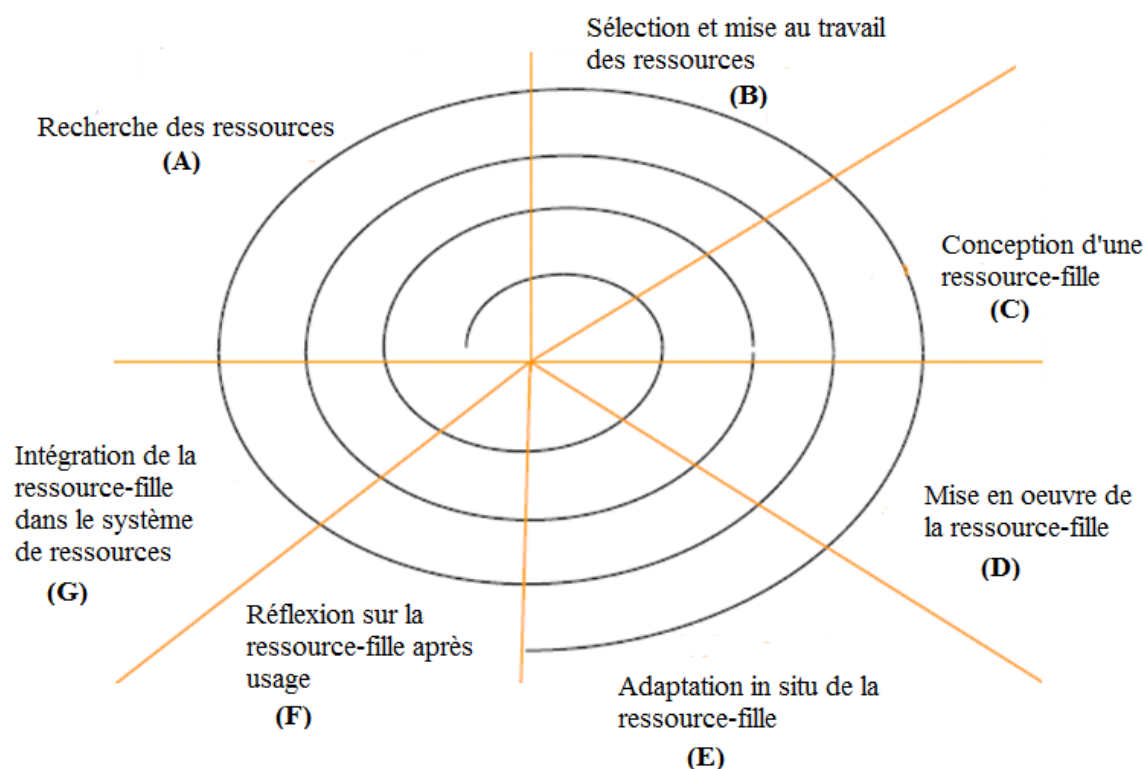 Recherche des ressources
(A)
Sélection et mise au travail
des ressources
(B)
Conception d'une
ressource-fille
(C)
Mise en oeuvre de
la ressource-fille
(D)
Adaptation in situ de la
ressource-fille
(E)
Réflexion sur la
ressource-fille après
usage
(F)
Intégration de la
ressource-fille
dans le système
de ressources
(G)